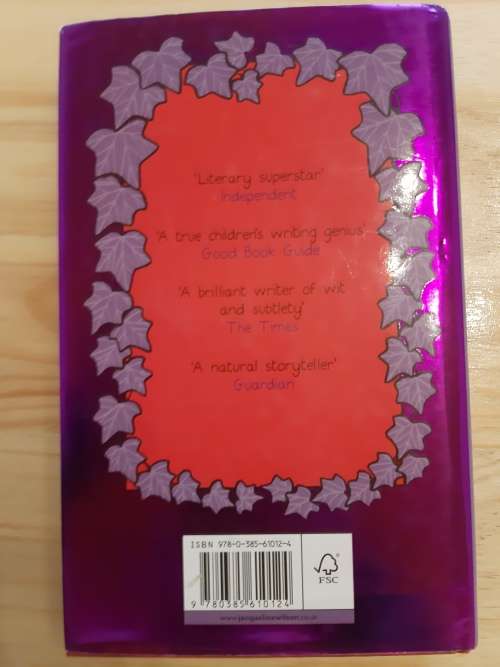 'Literary superstar'
Independent
'A true children's writing genius'
Good Book Guide
'A brilliant writer of wit
and subtlety'
The Times
'A natural storyteller'
Guardian
ISBN 978-0-385-61012-4
9 780385 610124
FSC
www.jacquelinewilson.co.uk